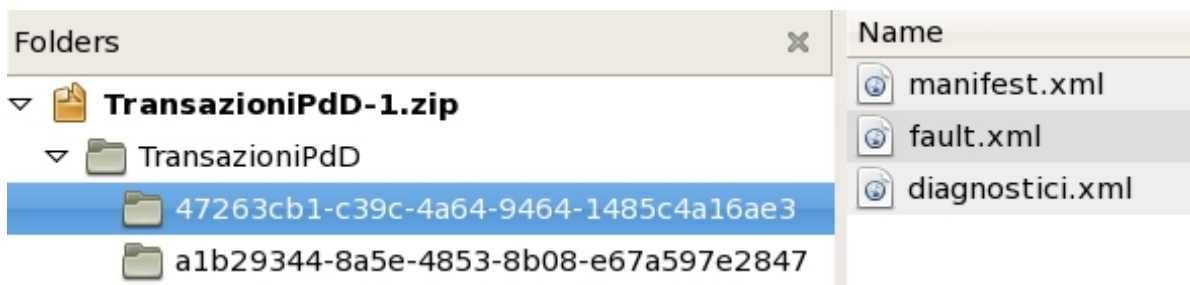 Folders
TransazioniPdD-1.zip
TransazioniPdD
47263cb1-c39c-4a64-9464-1485c4a16ae3
a1b29344-8a5e-4853-8b08-e67a597e2847
Name
manifest.xml
fault.xml
diagnostici.xml